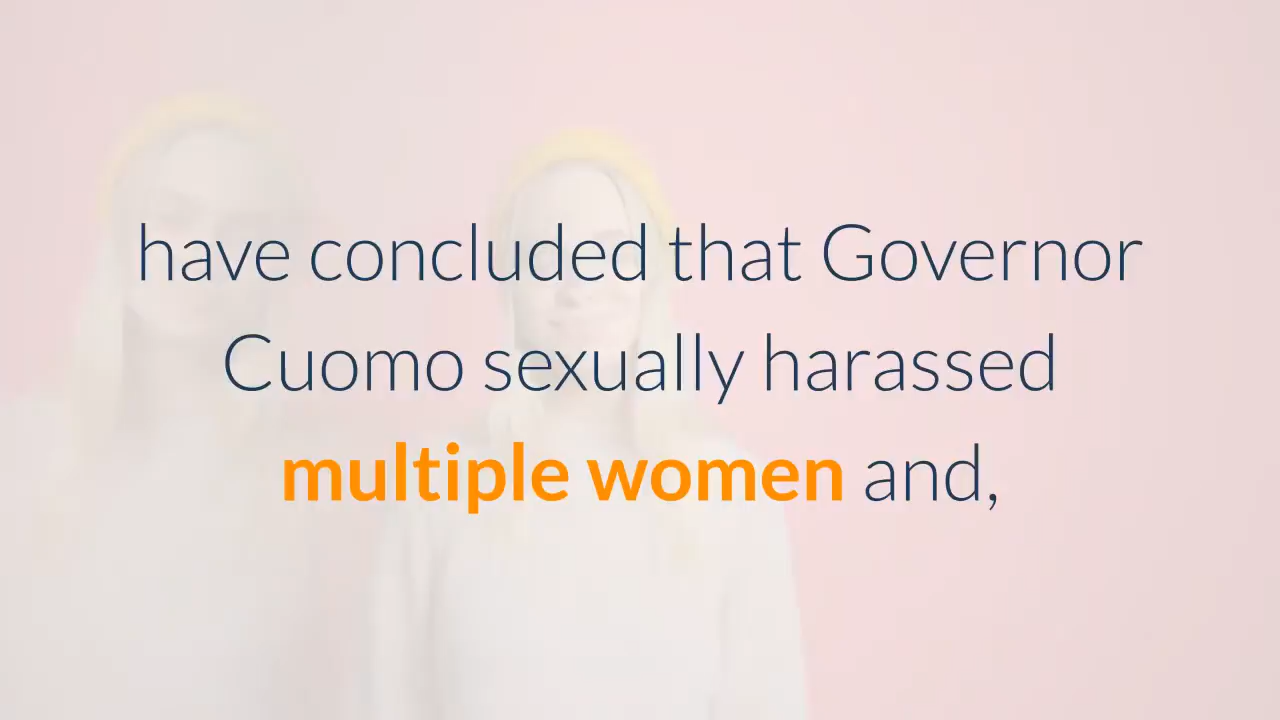 have concluded that Governor
Cuomo sexually harassed
multiple women and,